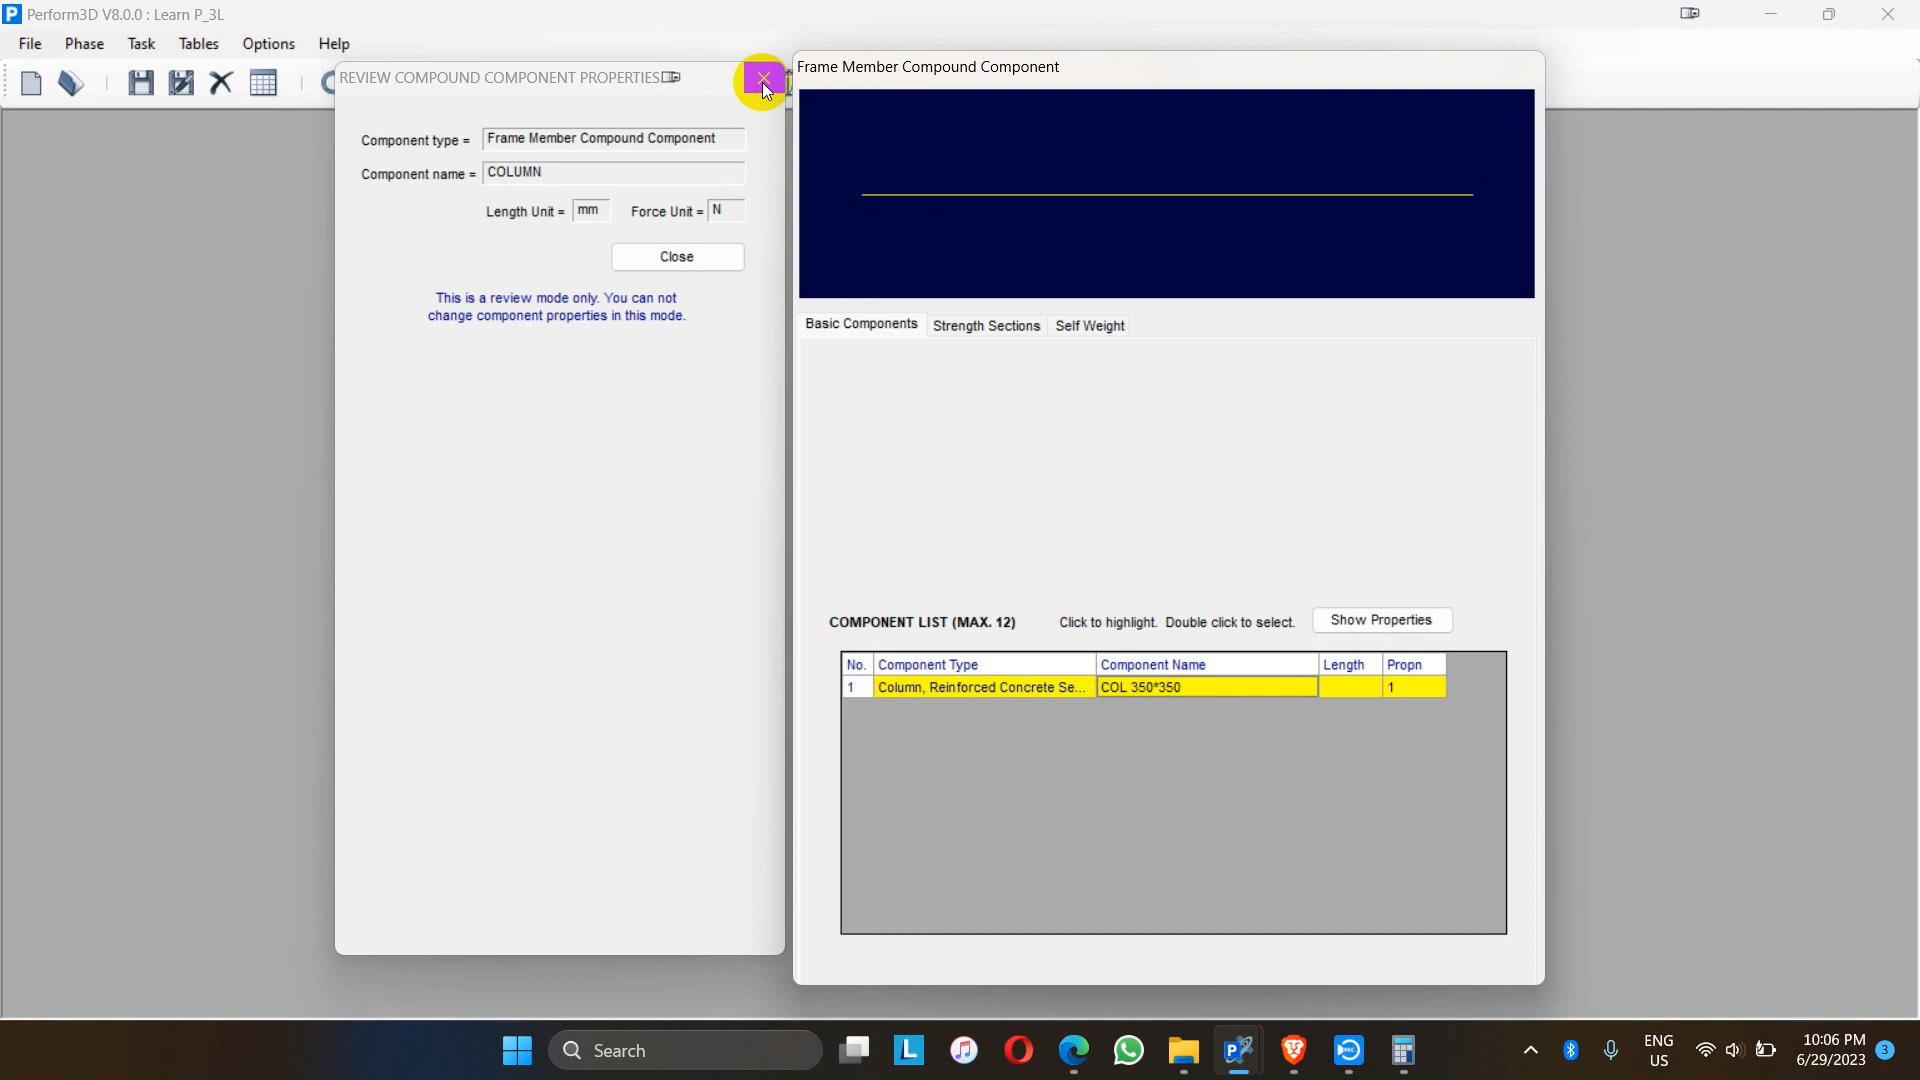 Perform3D V8.0.0 : Learn P_3L
File Phase Task Tables Options Help
REVIEW COMPOUND COMPONENT PROPERTIES
Component type = Frame Member Compound Component
Component name = COLUMN
Length Unit = mm Force Unit = N
Close
This is a review mode only. You can not
change component properties in this mode.
Frame Member Compound Component
Basic Components Strength Sections Self Weight
COMPONENT LIST (MAX. 12) Click to highlight. Double click to select. Show Properties
No. Component Type Component Name Length Propn
1 Column, Reinforced Concrete Se... COL 350*350 1
Search
ENG
US
10:06 PM
6/29/2023
3